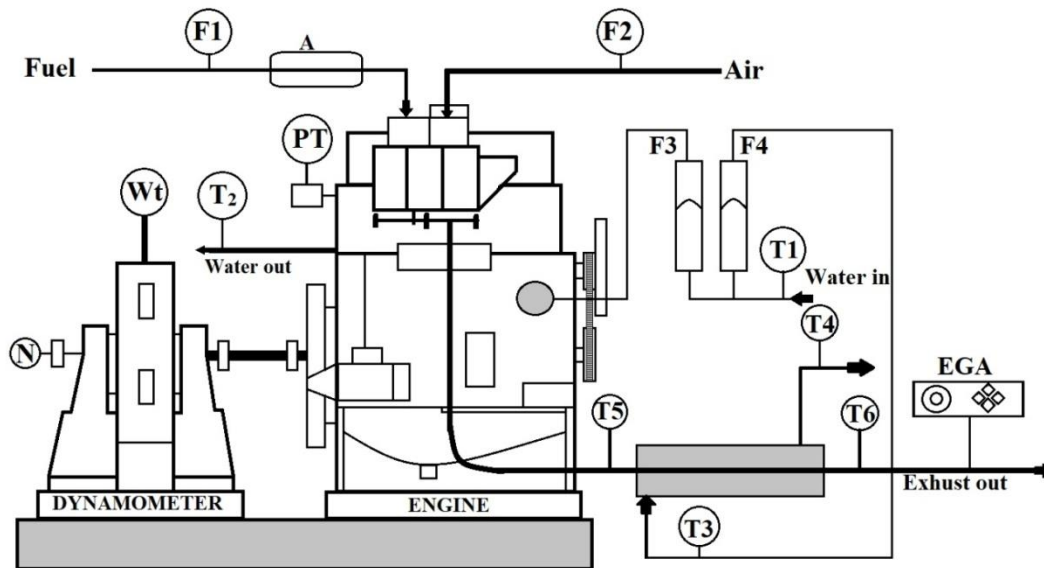 F1
F2
A
Fuel
Air
PT
F3
F4
Wt
T2
T1
Water out
Water in
T4
N
EGA
T5
T6
Exhust out
DYNAMOMETER
ENGINE
T3